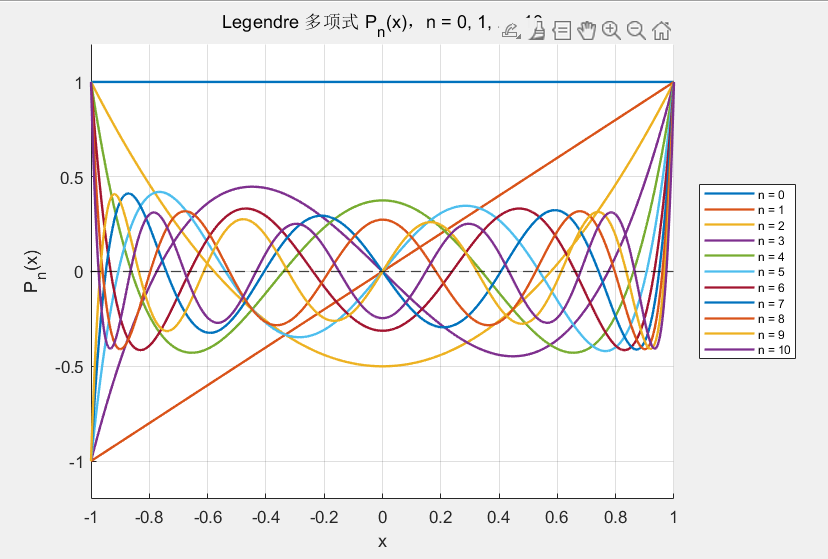 Legendre 多项式 Pn(x)，n = 0, 1,
1
0.5
0
-0.5
-1
Pn(x)
-1 -0.8 -0.6 -0.4 -0.2 0 0.2 0.4 0.6 0.8 1
x
n = 0
n = 1
n = 2
n = 3
n = 4
n = 5
n = 6
n = 7
n = 8
n = 9
n = 10